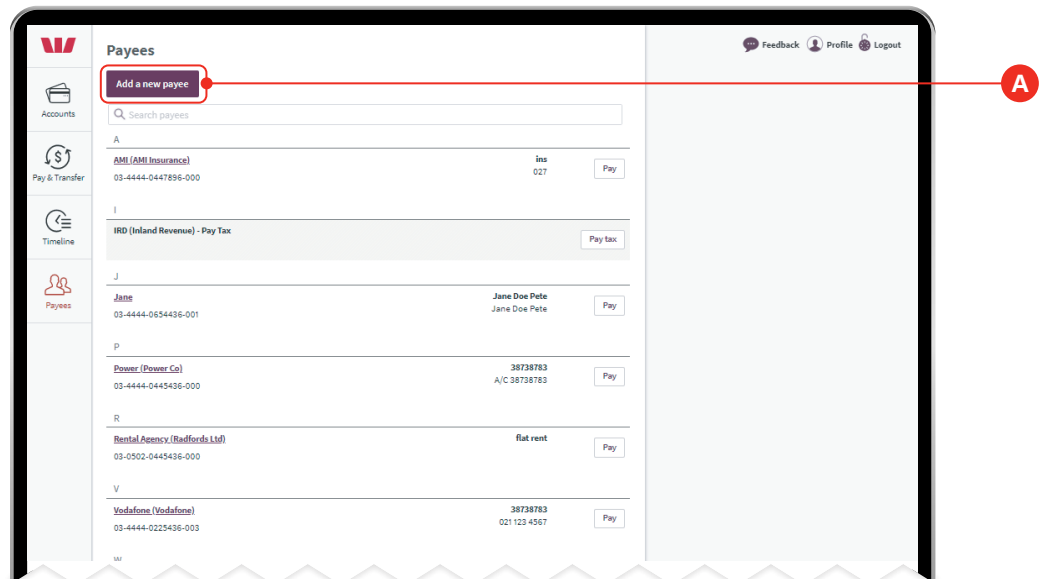 Payees
Feedback Profile Logout
Add a new payee
A
Accounts
Search payees
A
AMI (AMI Insurance)
ins
03-4444-0447896-000
027
Pay
Pay & Transfer
I
IRD (Inland Revenue) - Pay Tax
Pay tax
Timeline
J
Jane
Jane Doe Pete
03-4444-0654436-001
Jane Doe Pete
Pay
Payees
P
Power (Power Co)
38738783
03-4444-0445436-000
A/C 38738783
Pay
R
Rental Agency (Radfords Ltd)
flat rent
03-0502-0445436-000
Pay
V
Vodafone (Vodafone)
38738783
03-4444-0225436-003
021 123 4567
Pay
W